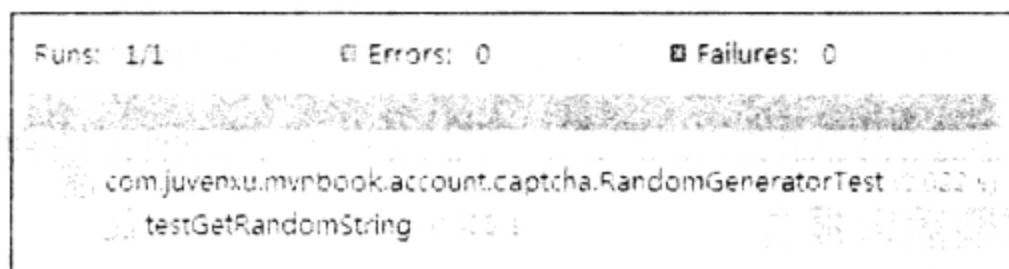 Runs: 1/1 Errors: 0 Failures: 0
com.juvenxu.mvnbook.account.captcha.RandomGeneratorTest
testGetRandomString